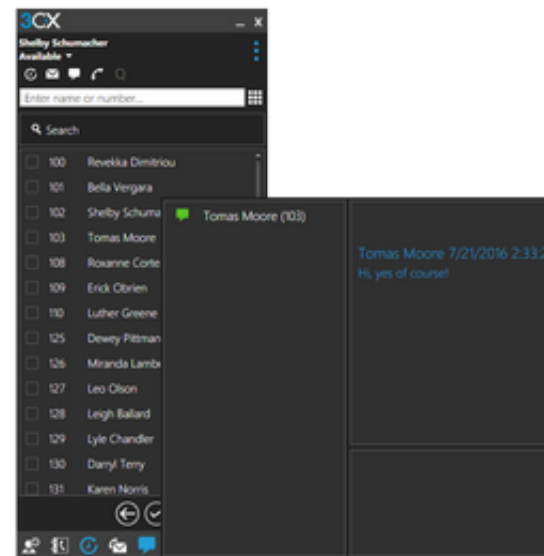 3CX
Shelby Schumacher
Available
Enter name or number...
Search
100 Revekka Dimitriou
101 Bella Vergara
102 Shelby Schuma
103 Tomas Moore
108 Roxanne Corte
109 Erick Obrien
110 Luther Greene
125 Dewey Pittman
126 Miranda Lambe
127 Leo Olson
128 Leigh Ballard
129 Lyle Chandler
130 Darryl Terry
131 Karen Norris
Tomas Moore (103)
Tomas Moore 7/21/2016 2:33:2
Hi, yes of course!